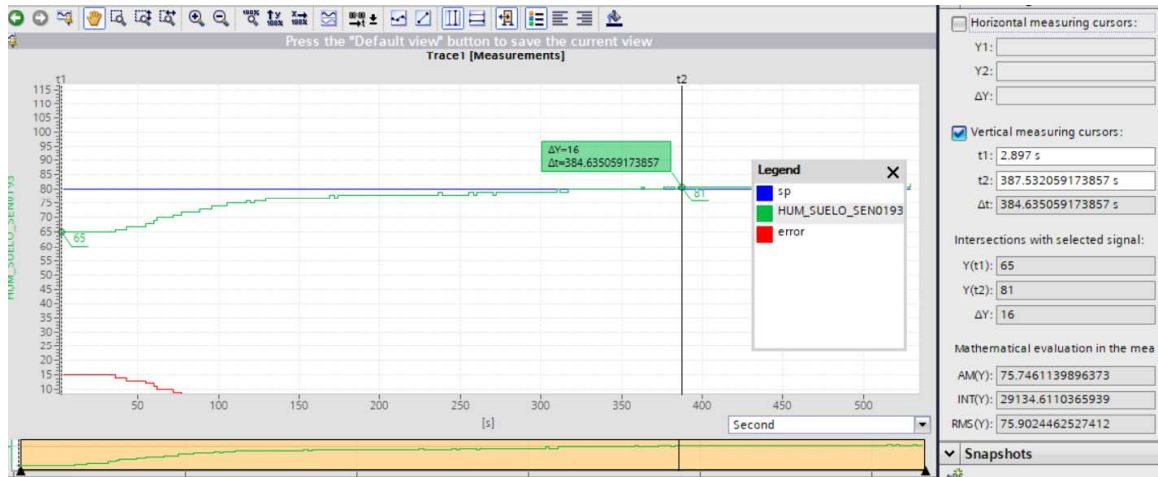 Press the "Default view" button to save the current view
Trace1 [Measurements]
t1
t2
115
110
105
100
95
90
85
80
75
70
65
60
55
50
45
40
35
30
25
20
15
10
HUM_SUELO_SEN0193
65
ΔY=16
Δt=384.635059173857
81
Legend
sp
HUM_SUELO_SEN0193
error
50 100 150 200 250 300 350 400 450 500
[s]
Second
Horizontal measuring cursors:
Y1:
Y2:
ΔY:
Vertical measuring cursors:
t1: 2.897 s
t2: 387.532059173857 s
Δt: 384.635059173857 s
Intersections with selected signal:
Y(t1): 65
Y(t2): 81
ΔY: 16
Mathematical evaluation in the mea
AM(Y): 75.7461139896373
INT(Y): 29134.6110365939
RMS(Y): 75.9024462527412
Snapshots